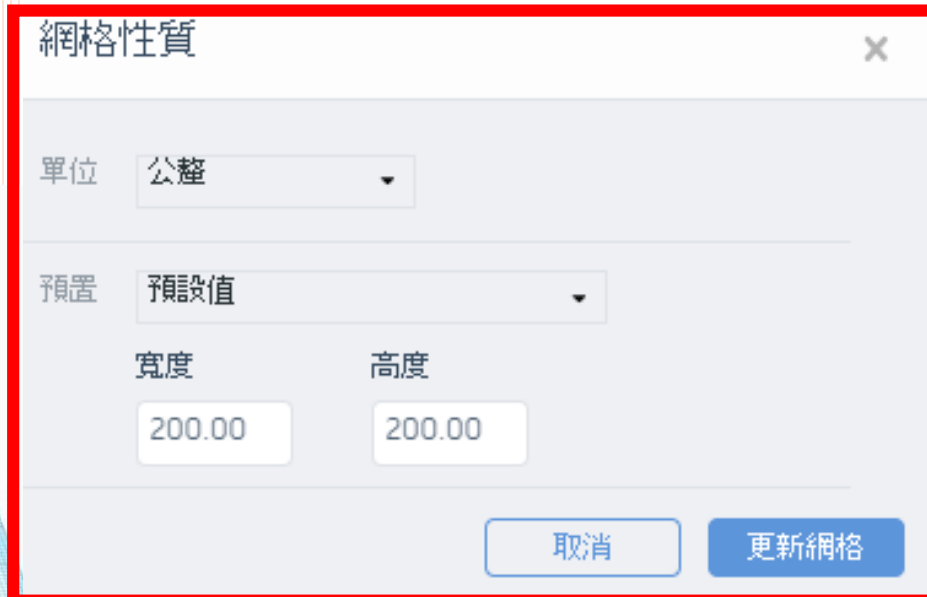 網格性質
×
單位 公釐
預置 預設值
寬度 高度
200.00 200.00
取消 更新網格